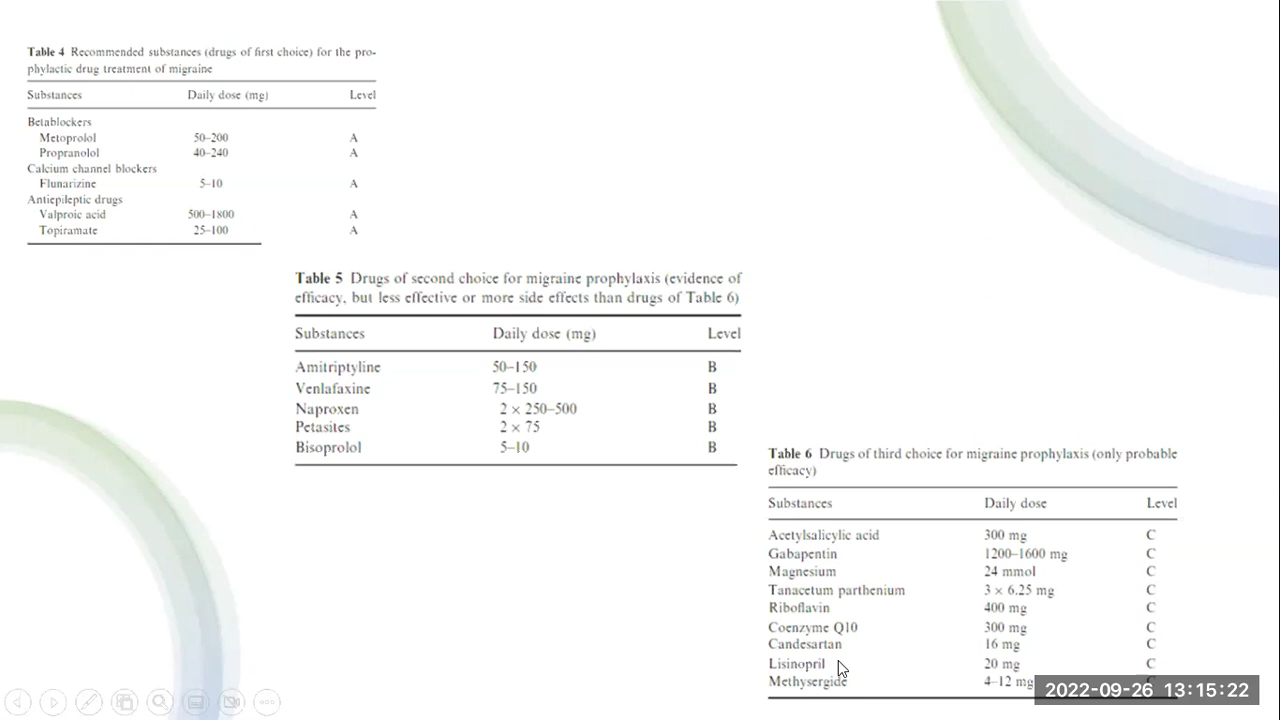 Table 4 Recommended substances (drugs of first choice) for the pro-
phylactic drug treatment of migraine
Substances Daily dose (mg) Level
Betablockers
Metoprolol 50–200 A
Propranolol 40–240 A
Calcium channel blockers
Flunarizine 5–10 A
Antiepileptic drugs
Valproic acid 500–1800 A
Topiramate 25–100 A
Table 5 Drugs of second choice for migraine prophylaxis (evidence of
efficacy, but less effective or more side effects than drugs of Table 6)
Substances Daily dose (mg) Level
Amitriptyline 50–150 B
Venlafaxine 75–150 B
Naproxen 2 × 250–500 B
Petasites 2 × 75 B
Bisoprolol 5–10 B
Table 6 Drugs of third choice for migraine prophylaxis (only probable
efficacy)
Substances Daily dose Level
Acetylsalicylic acid 300 mg C
Gabapentin 1200–1600 mg C
Magnesium 24 mmol C
Tanacetum parthenium 3 × 6.25 mg C
Riboflavin 400 mg C
Coenzyme Q10 300 mg C
Candesartan 16 mg C
Lisinopril 20 mg C
Methysergide 4–12 mg
2022-09-26 13:15:22